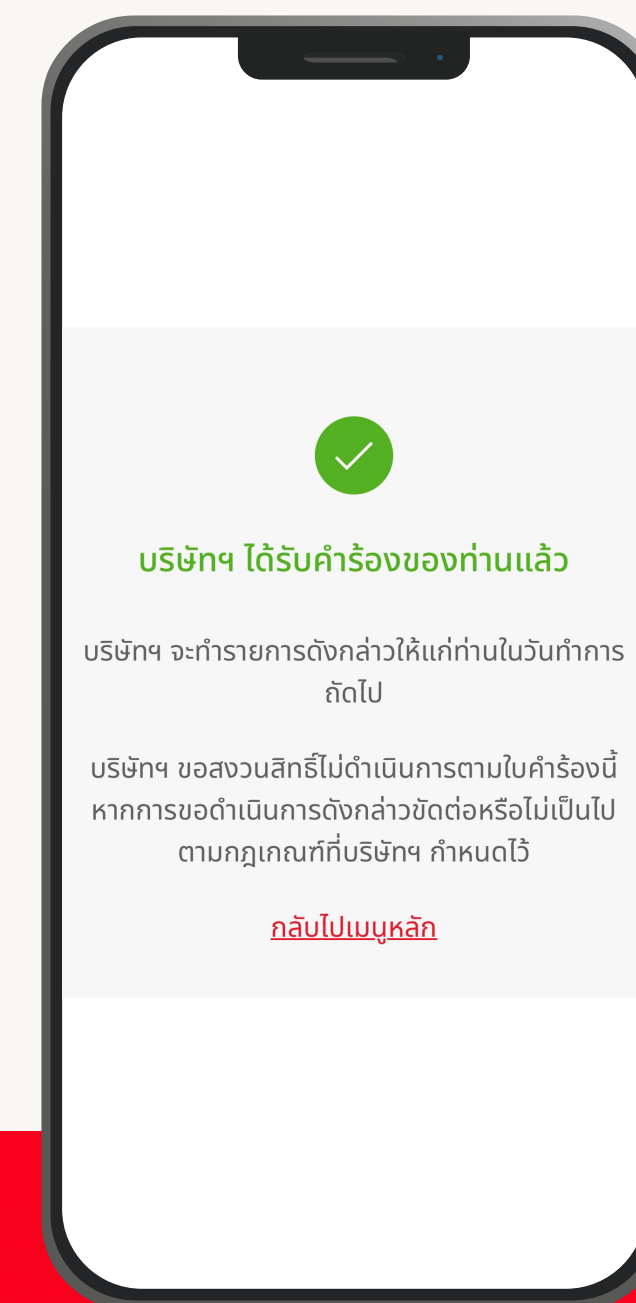 บริษัทฯ ได้รับคำร้องของท่านแล้ว
บริษัทฯ จะทำรายการดังกล่าวให้แก่ท่านในวันทำการ
ถัดไป
บริษัทฯ ขอสงวนสิทธิ์ไม่ดำเนินการตามใบคำร้องนี้
หากการขอดำเนินการดังกล่าวขัดต่อหรือไม่เป็นไป
ตามกฎเกณฑ์ที่บริษัทฯ กำหนดไว้
กลับไปเมนูหลัก